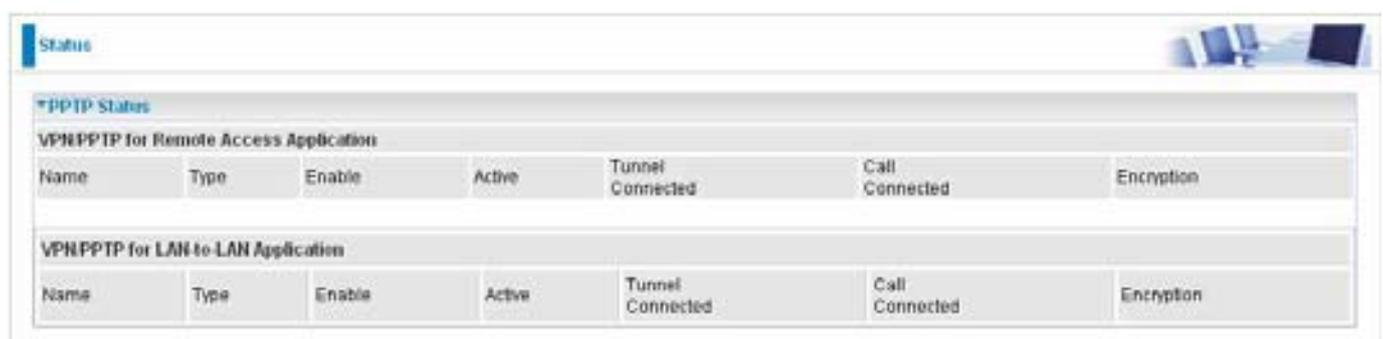 Status
▾PPTP Status
VPN/PPTP for Remote Access Application
Name Type Enable Active Tunnel Connected Call Connected Encryption
VPN/PPTP for LAN-to-LAN Application
Name Type Enable Active Tunnel Connected Call Connected Encryption